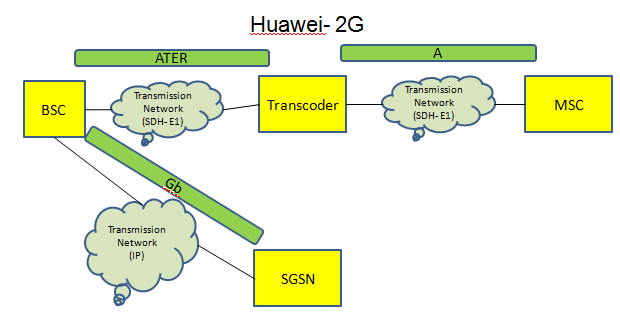 Huawei- 2G
ATER
A
BSC
Transmission
Network
(SDH-E1)
Transcoder
Transmission
Network
(SDH-E1)
MSC
Gb
Transmission
Network
(IP)
SGSN